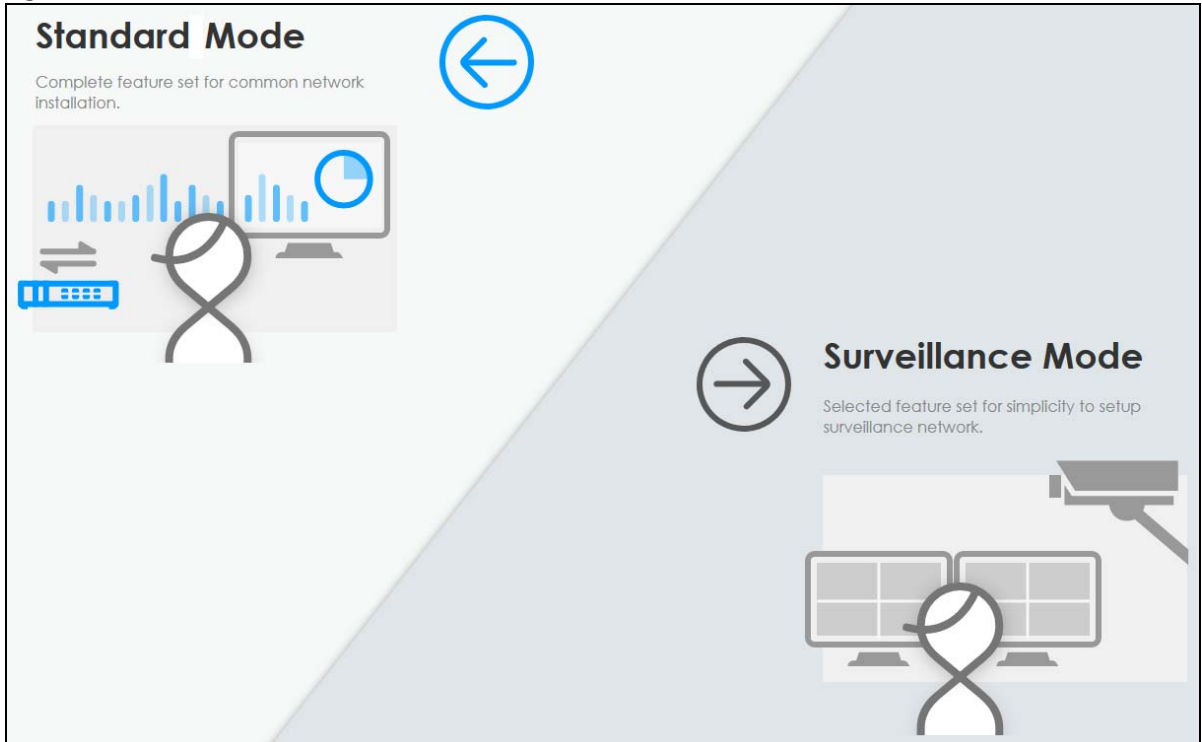 Standard Mode
Complete feature set for common network
installation.
Surveillance Mode
Selected feature set for simplicity to setup
surveillance network.